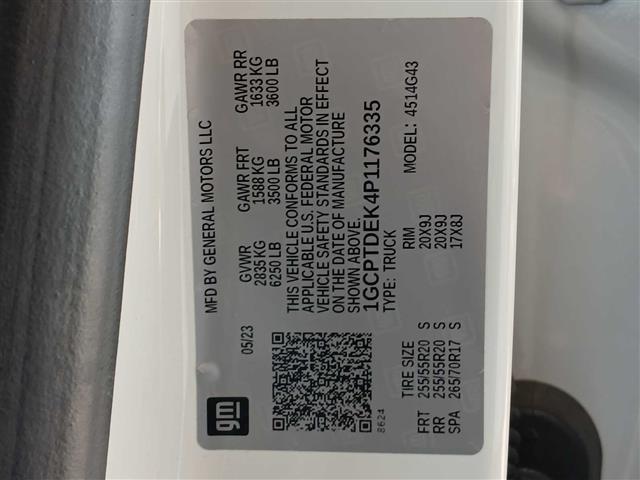 gm
MFD BY GENERAL MOTORS LLC
05/23
GVWR GAWR FRT GAWR RR
2835 KG 1588 KG 1633 KG
6250 LB 3500 LB 3600 LB
THIS VEHICLE CONFORMS TO ALL
APPLICABLE U.S. FEDERAL MOTOR
VEHICLE SAFETY STANDARDS IN EFFECT
ON THE DATE OF MANUFACTURE
SHOWN ABOVE.
1GCPTDEK4P1176335
TYPE: TRUCK MODEL: 4514G43
8624
TIRE SIZE RIM
FRT 255/55R20 S 20X9J
RR 255/55R20 S 20X9J
SPA 265/70R17 S 17X8J